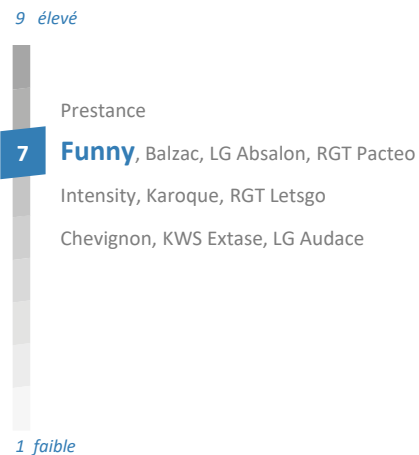 9 élevé
Prestance
7 Funny, Balzac, LG Absalon, RGT Pacteo
Intensity, Karoque, RGT Letsgo
Chevignon, KWS Extase, LG Audace
1 faible